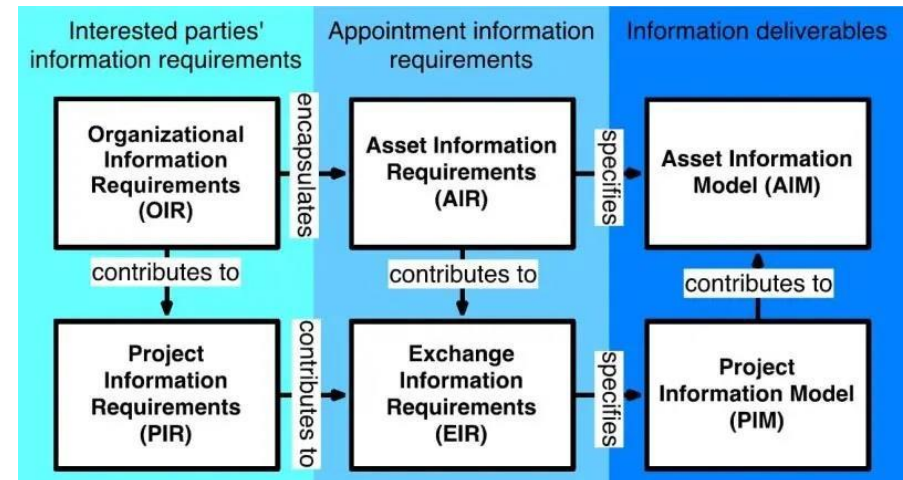 Interested parties'
information requirements
Appointment information
requirements
Information deliverables
Organizational
Information
Requirements
(OIR)
encapsulates
Asset Information
Requirements
(AIR)
specifies
Asset Information
Model (AIM)
contributes to
contributes to
contributes to
Project
Information
Requirements
(PIR)
contributes to
Exchange
Information
Requirements
(EIR)
specifies
Project
Information Model
(PIM)